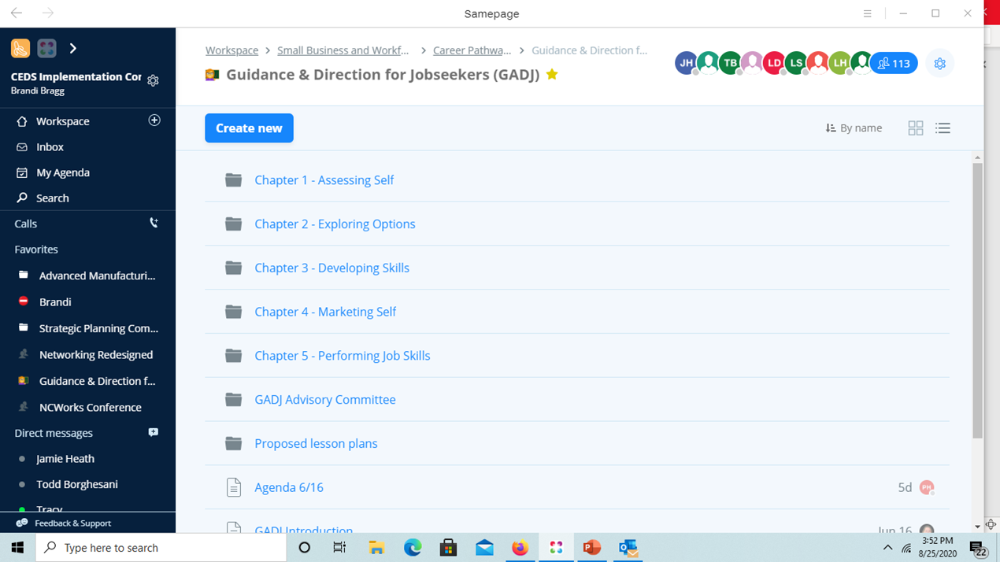 Samepage
CEDS Implementation Cor
Brandi Bragg
Workspace
Inbox
My Agenda
Search
Calls
Favorites
Advanced Manufacturi...
Brandi
Strategic Planning Com...
Networking Redesigned
Guidance & Direction f...
NCWorks Conference
Direct messages
Jamie Heath
Todd Borghesani
Tracy
Feedback & Support
Workspace > Small Business and Workf... > Career Pathwa... > Guidance & Direction f...
Guidance & Direction for Jobseekers (GADJ)
JH TB LD LS LH 113
Create new
By name
Chapter 1 - Assessing Self
Chapter 2 - Exploring Options
Chapter 3 - Developing Skills
Chapter 4 - Marketing Self
Chapter 5 - Performing Job Skills
GADJ Advisory Committee
Proposed lesson plans
Agenda 6/16 5d PH
GADJ Introduction Jun 16
Type here to search
3:52 PM
8/25/2020
22